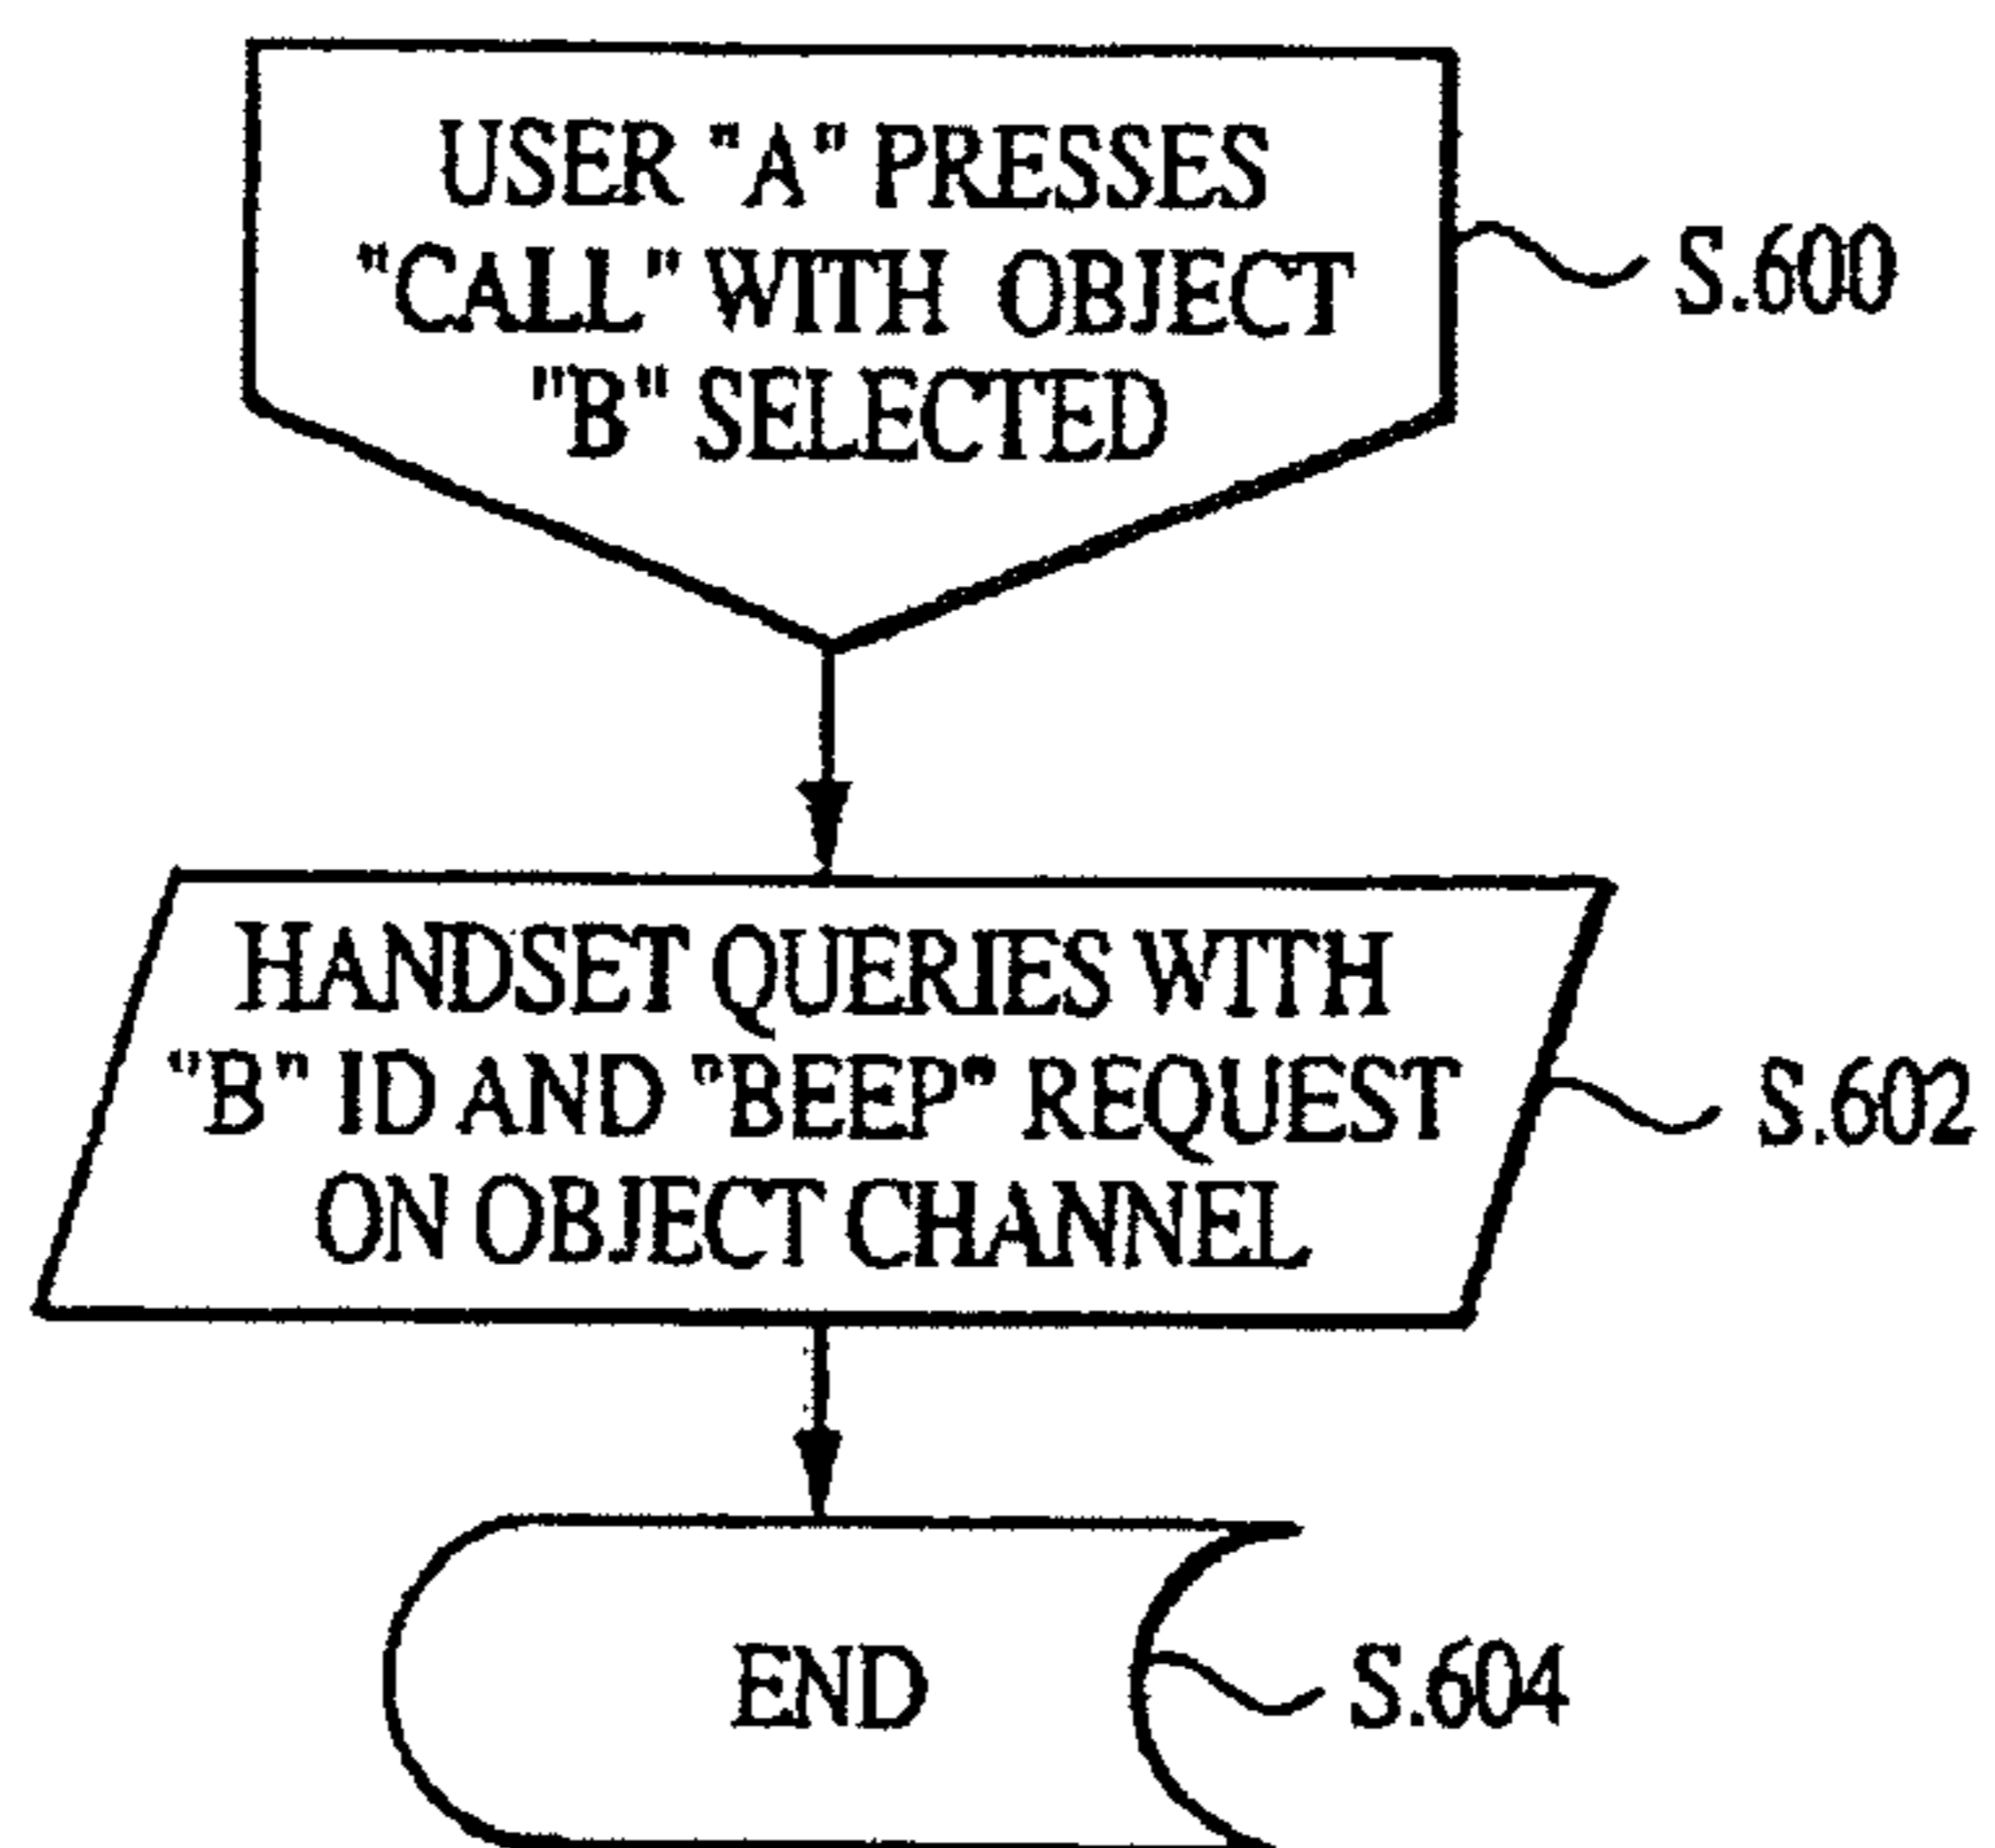 USER "A" PRESSES
"CALL" WITH OBJECT
"B" SELECTED
S.600
HANDSET QUERIES WITH
"B" ID AND "BEEP" REQUEST
ON OBJECT CHANNEL
S.602
END
S.604